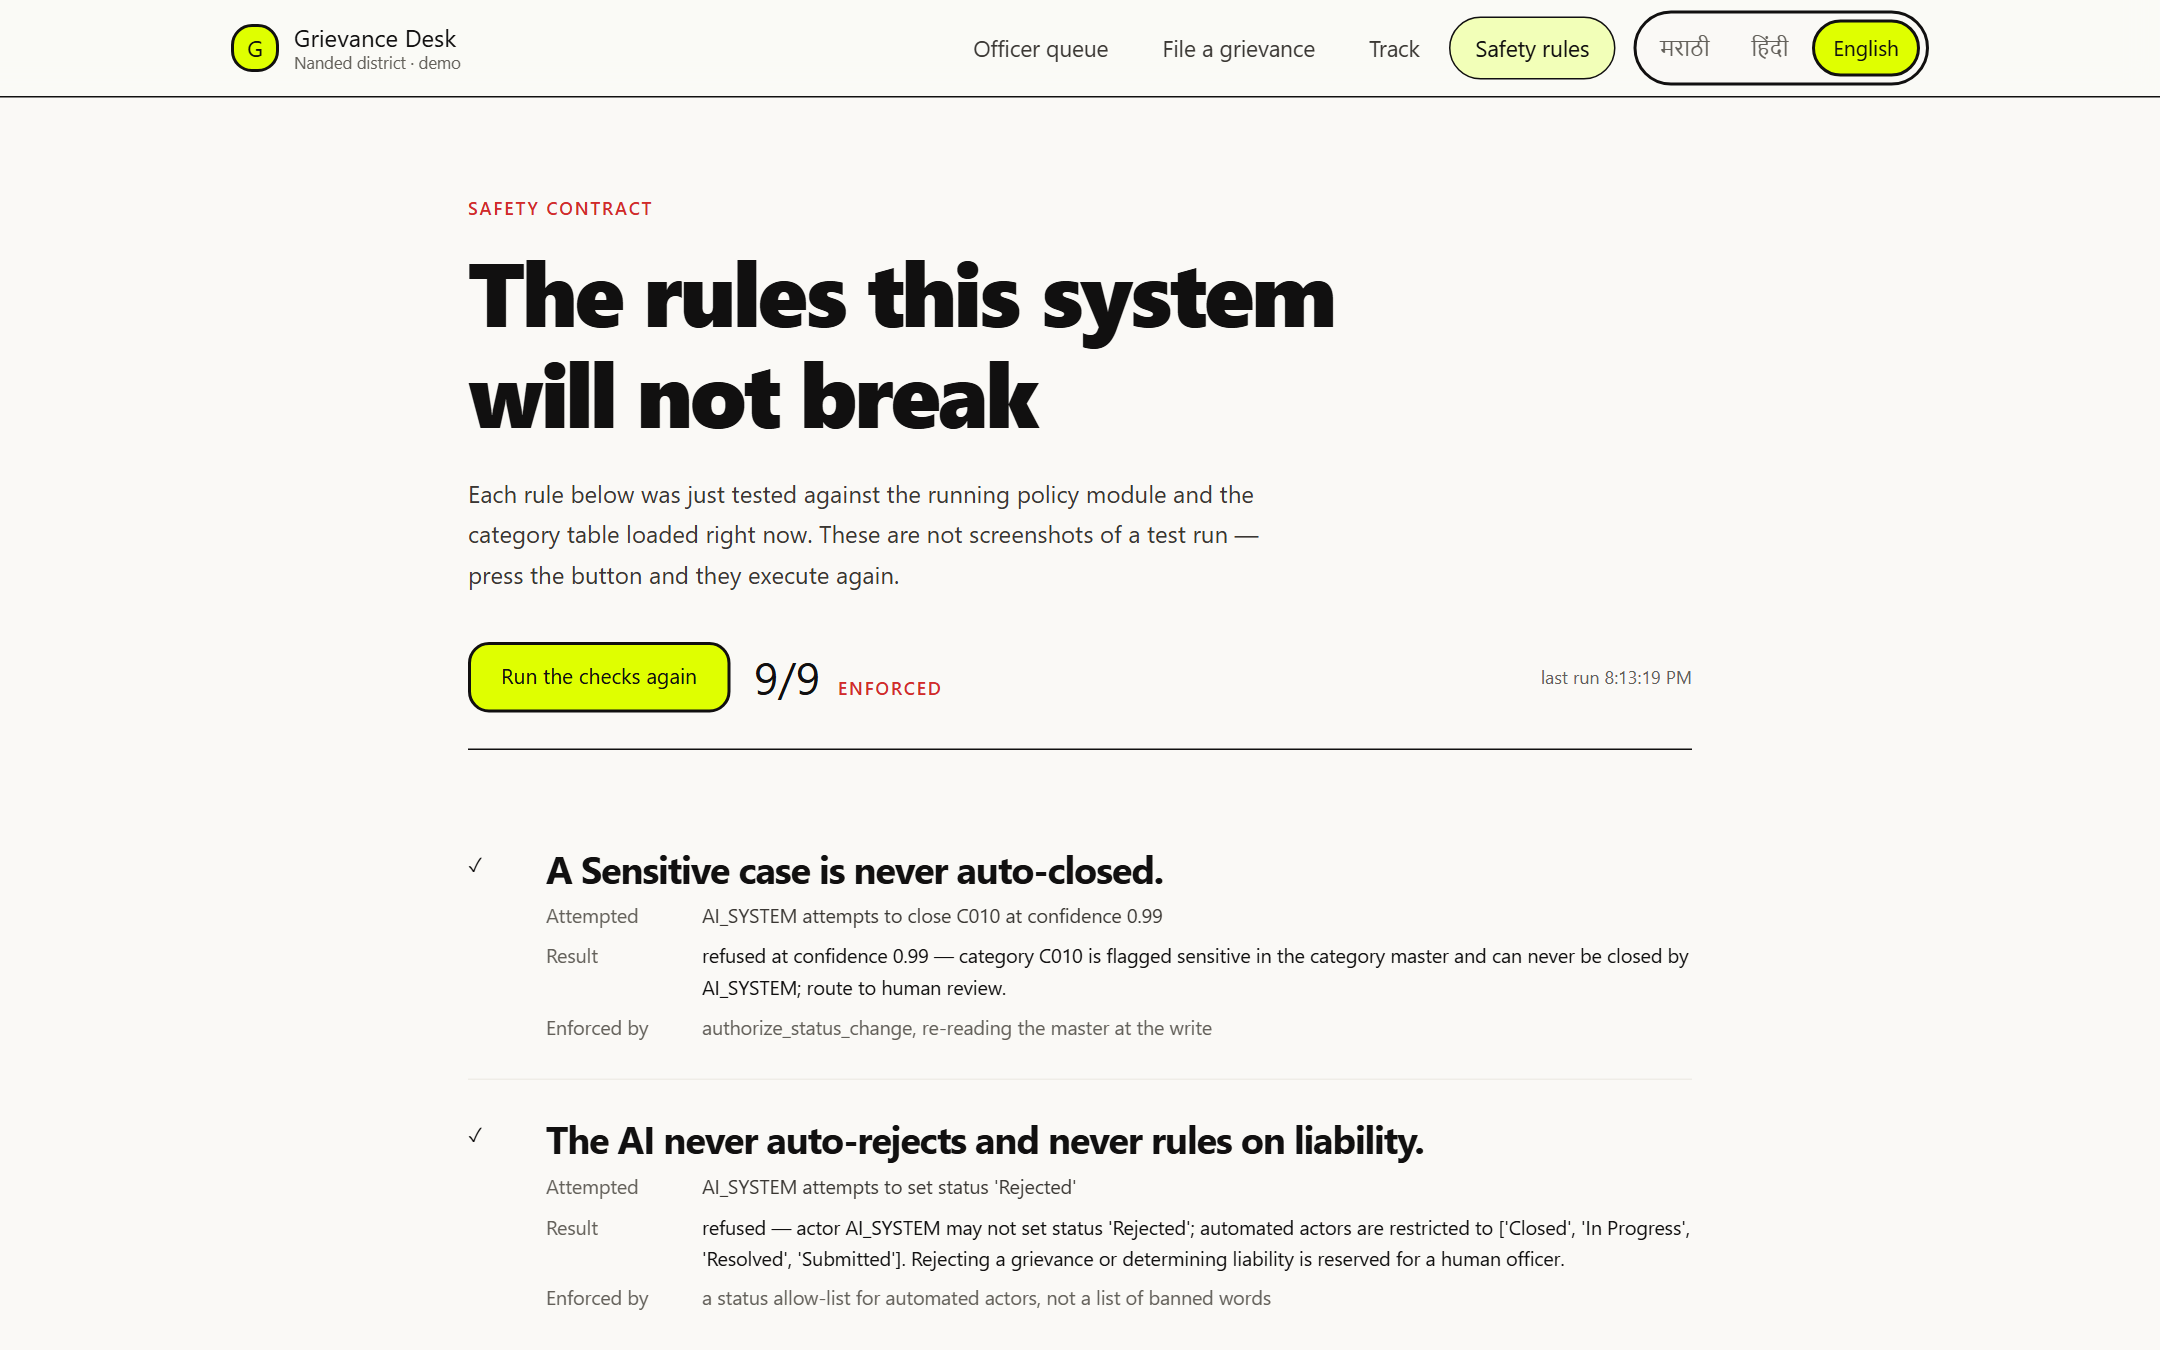 G
Grievance Desk
Nanded district · demo
Officer queue
File a grievance
Track
Safety rules
मराठी
हिंदी
English
SAFETY CONTRACT
The rules this system
will not break
Each rule below was just tested against the running policy module and the
category table loaded right now. These are not screenshots of a test run —
press the button and they execute again.
Run the checks again
9/9 ENFORCED
last run 8:13:19 PM
✓ A Sensitive case is never auto-closed.
Attempted AI_SYSTEM attempts to close C010 at confidence 0.99
Result refused at confidence 0.99 — category C010 is flagged sensitive in the category master and can never be closed by
AI_SYSTEM; route to human review.
Enforced by authorize_status_change, re-reading the master at the write
✓ The AI never auto-rejects and never rules on liability.
Attempted AI_SYSTEM attempts to set status 'Rejected'
Result refused — actor AI_SYSTEM may not set status 'Rejected'; automated actors are restricted to ['Closed', 'In Progress',
'Resolved', 'Submitted']. Rejecting a grievance or determining liability is reserved for a human officer.
Enforced by a status allow-list for automated actors, not a list of banned words